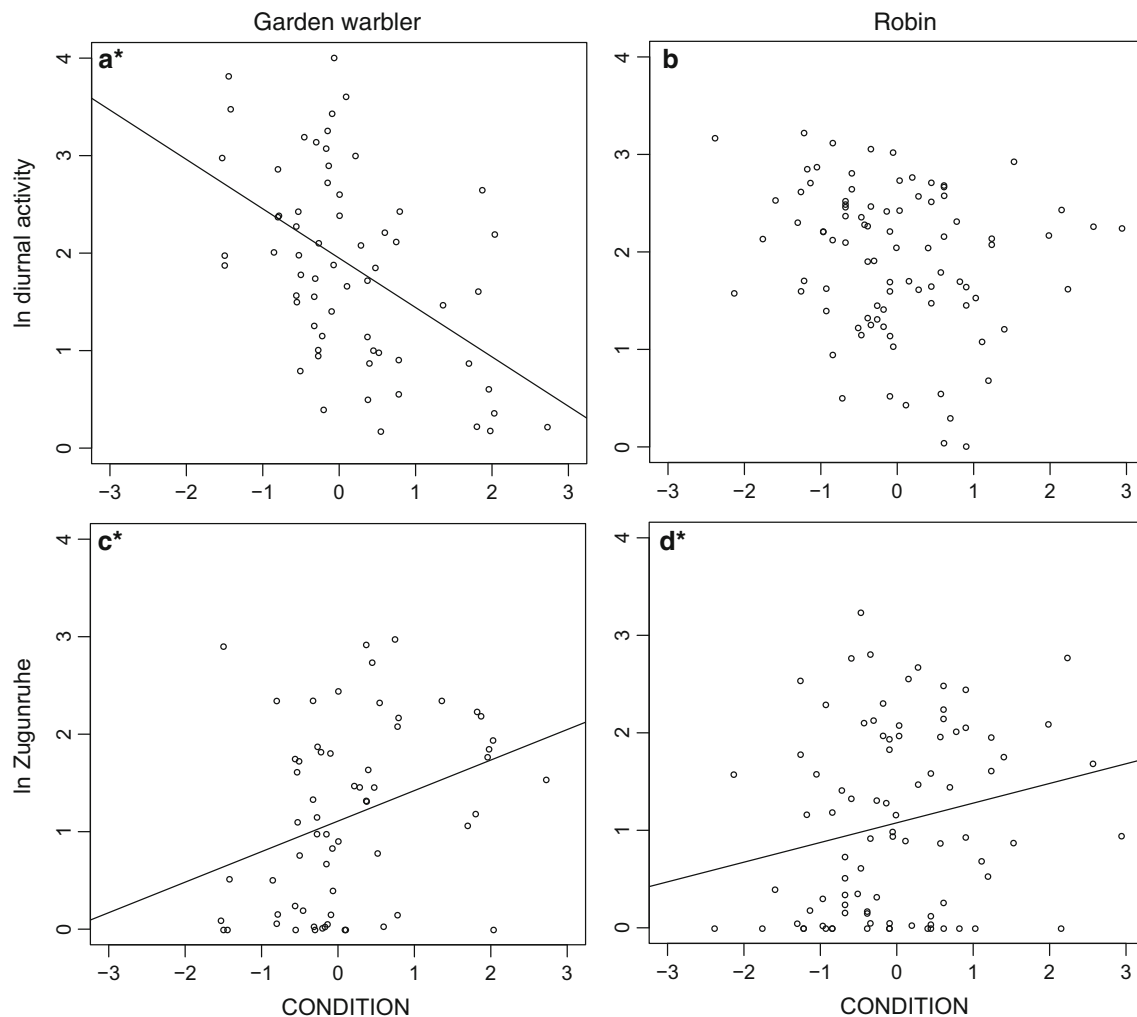 Garden warbler Robin
a* b
ln diurnal activity
0 1 2 3 4
0 1 2 3 4
−3 −2 −1 0 1 2 3
−3 −2 −1 0 1 2 3
c* d*
ln Zugunruhe
0 1 2 3 4
0 1 2 3 4
−3 −2 −1 0 1 2 3
−3 −2 −1 0 1 2 3
CONDITION CONDITION